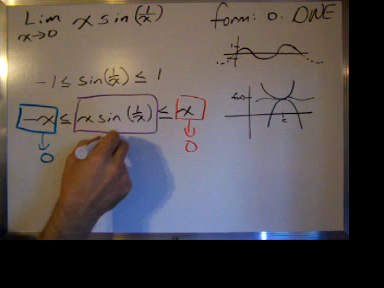 Lim x sin(1/x)    form: 0 · DNE
x→0
-1 ≤ sin(1/x) ≤ 1
-x ≤ x sin(1/x) ≤ x
0    0